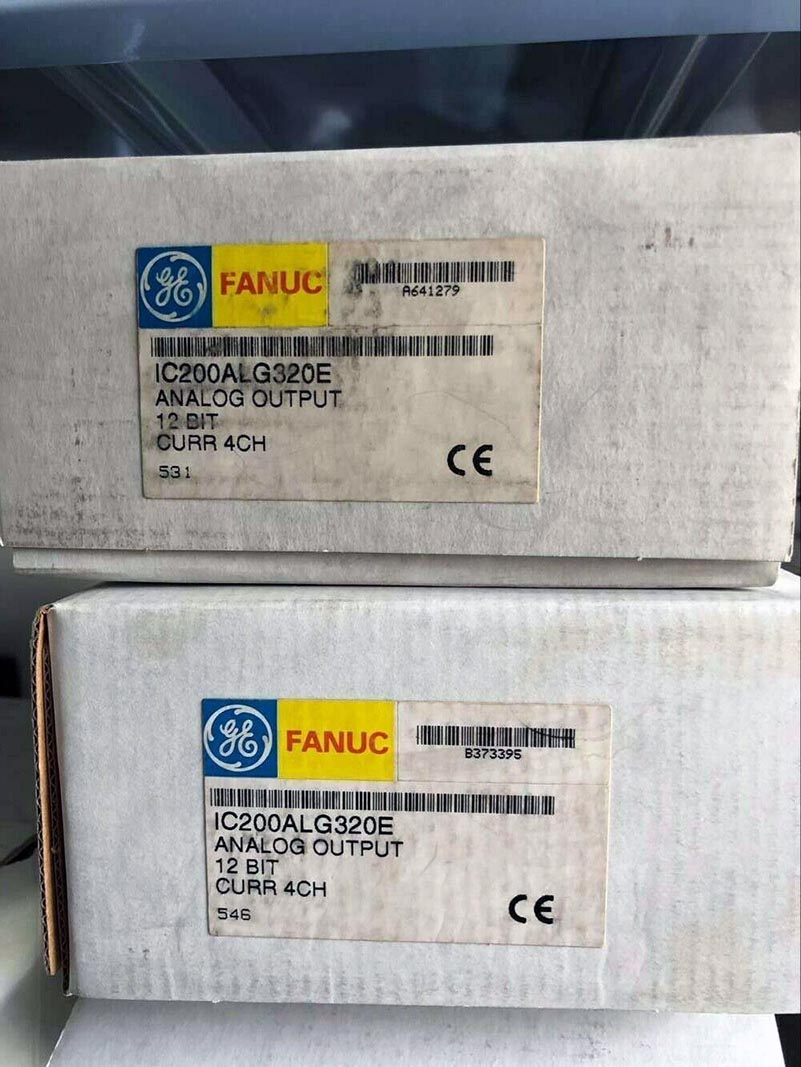 GE FANUC
A641279
IC200ALG320E
ANALOG OUTPUT
12 BIT
CURR 4CH
531
CE
GE FANUC
B373395
IC200ALG320E
ANALOG OUTPUT
12 BIT
CURR 4CH
546
CE